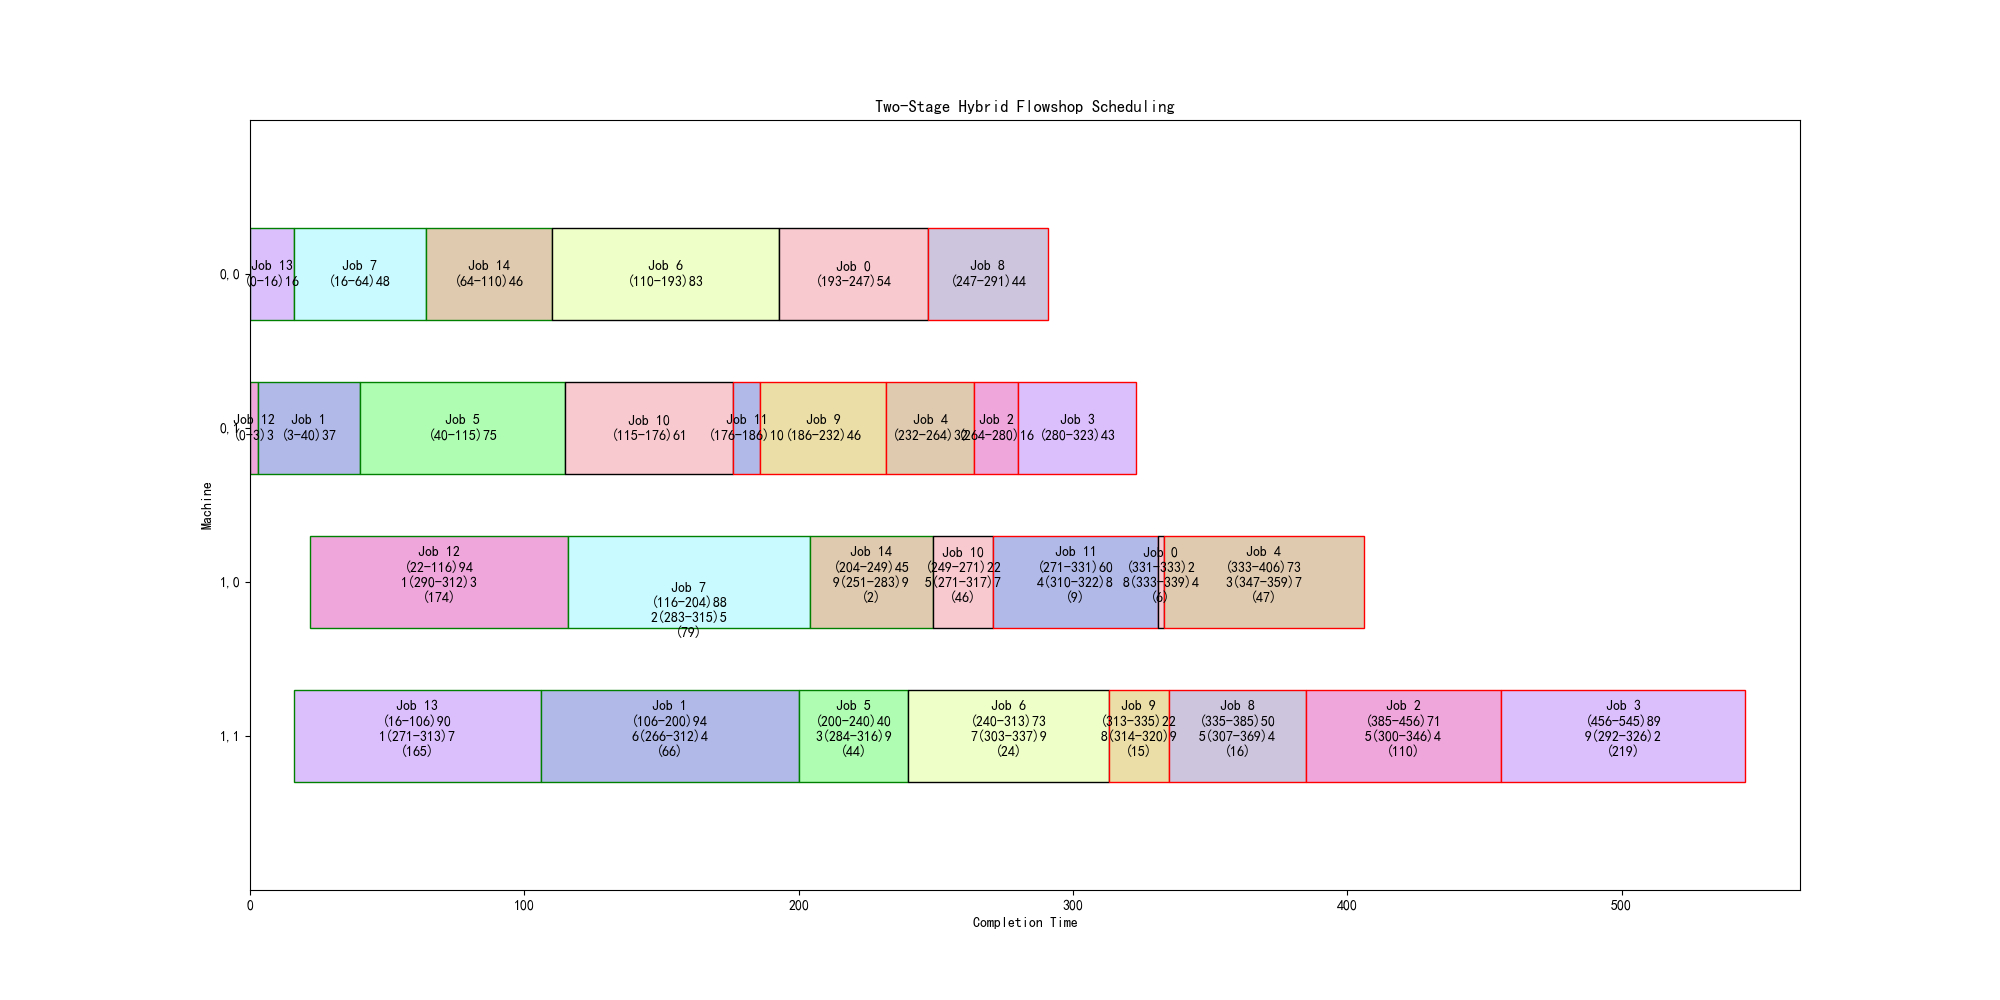 Two-Stage Hybrid Flowshop Scheduling
0,0
Job 13
(0-16)16
Job 7
(16-64)48
Job 14
(64-110)46
Job 6
(110-193)83
Job 0
(193-247)54
Job 8
(247-291)44
0,1
Job 12
(0-3)3
Job 1
(3-40)37
Job 5
(40-115)75
Job 10
(115-176)61
Job 11
(176-186)10
Job 9
(186-232)46
Job 4
(232-264)32
Job 2
(264-280)16
Job 3
(280-323)43
Machine
1,0
Job 12
(22-116)94
1(290-312)3
(174)
Job 7
(116-204)88
2(283-315)5
(79)
Job 14
(204-249)45
9(251-283)9
(2)
Job 10
(249-271)22
5(271-317)7
(46)
Job 11
(271-331)60
4(310-322)8
(9)
Job 0
(331-333)2
8(333-339)4
(6)
Job 4
(333-406)73
3(347-359)7
(47)
1,1
Job 13
(16-106)90
1(271-313)7
(165)
Job 1
(106-200)94
6(266-312)4
(66)
Job 5
(200-240)40
3(284-316)9
(44)
Job 6
(240-313)73
7(303-337)9
(24)
Job 9
(313-335)22
8(314-320)9
(15)
Job 8
(335-385)50
5(307-369)4
(16)
Job 2
(385-456)71
5(300-346)4
(110)
Job 3
(456-545)89
9(292-326)2
(219)
0
100
200
300
400
500
Completion Time